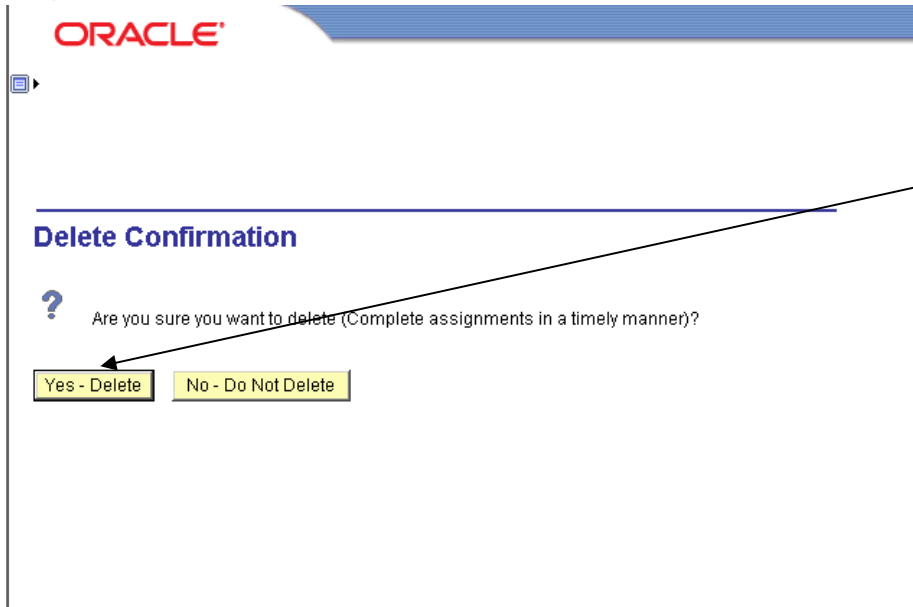 ORACLE'
Delete Confirmation
?
Are you sure you want to delete (Complete assignments in a timely manner)?
Yes - Delete
No - Do Not Delete